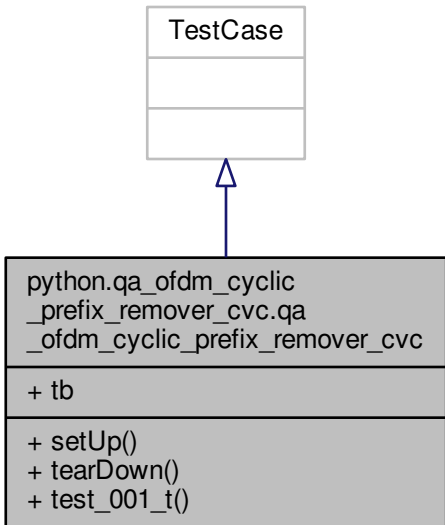 TestCase
python.qa_ofdm_cyclic
_prefix_remover_cvc.qa
_ofdm_cyclic_prefix_remover_cvc
+ tb
+ setUp()
+ tearDown()
+ test_001_t()